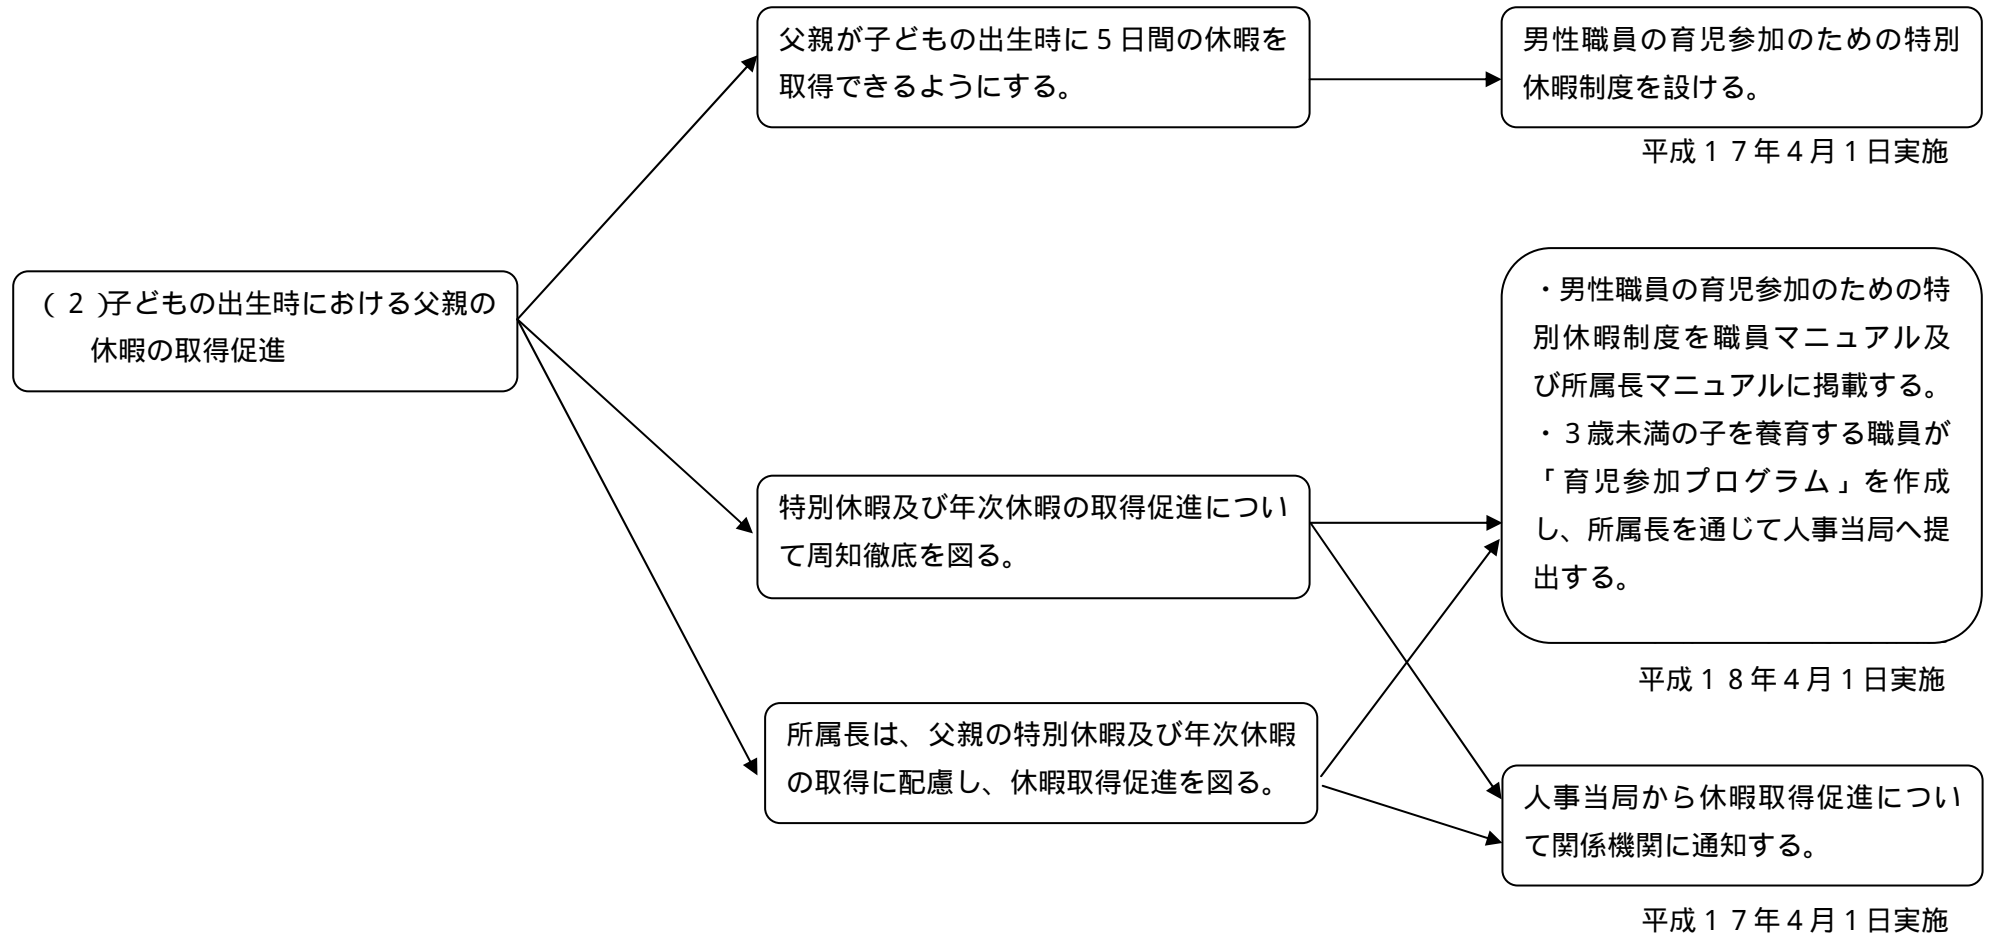 （２）子どもの出生時における父親の
休暇の取得促進
父親が子どもの出生時に５日間の休暇を
取得できるようにする。
男性職員の育児参加のための特別
休暇制度を設ける。
平成１７年４月１日実施
特別休暇及び年次休暇の取得促進につい
て周知徹底を図る。
・男性職員の育児参加のための特
別休暇制度を職員マニュアル及
び所属長マニュアルに掲載する。
・３歳未満の子を養育する職員が
「育児参加プログラム」を作成
し、所属長を通じて人事当局へ提
出する。
平成１８年４月１日実施
所属長は、父親の特別休暇及び年次休暇
の取得に配慮し、休暇取得促進を図る。
人事当局から休暇取得促進につい
て関係機関に通知する。
平成１７年４月１日実施